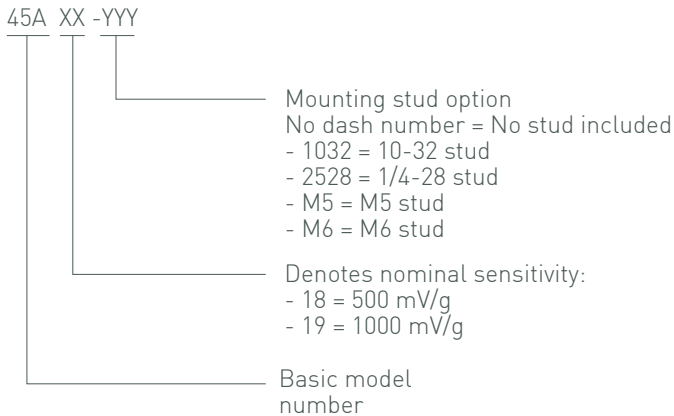 45A XX -YYY
Mounting stud option
No dash number = No stud included
- 1032 = 10-32 stud
- 2528 = 1/4-28 stud
- M5 = M5 stud
- M6 = M6 stud
Denotes nominal sensitivity:
- 18 = 500 mV/g
- 19 = 1000 mV/g
Basic model
number